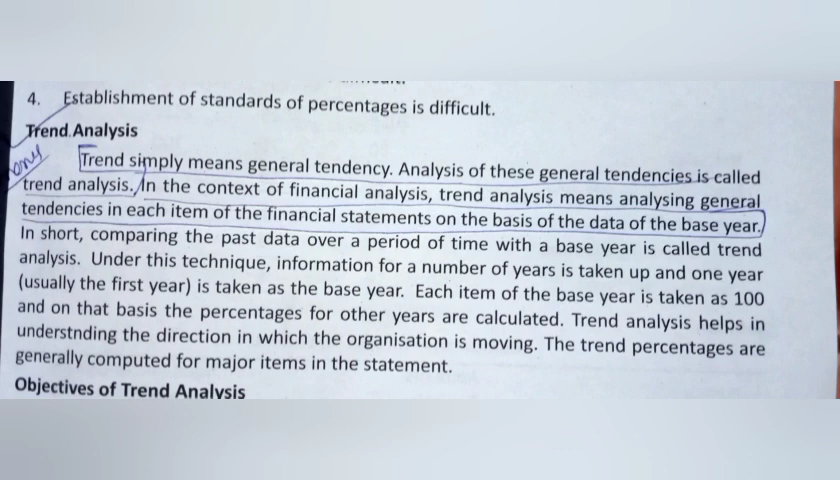 4. Establishment of standards of percentages is difficult.
Trend Analysis
Trend simply means general tendency. Analysis of these general tendencies is called
trend analysis. In the context of financial analysis, trend analysis means analysing general
tendencies in each item of the financial statements on the basis of the data of the base year.
In short, comparing the past data over a period of time with a base year is called trend
analysis. Under this technique, information for a number of years is taken up and one year
(usually the first year) is taken as the base year. Each item of the base year is taken as 100
and on that basis the percentages for other years are calculated. Trend analysis helps in
understnding the direction in which the organisation is moving. The trend percentages are
generally computed for major items in the statement.
Objectives of Trend Analysis